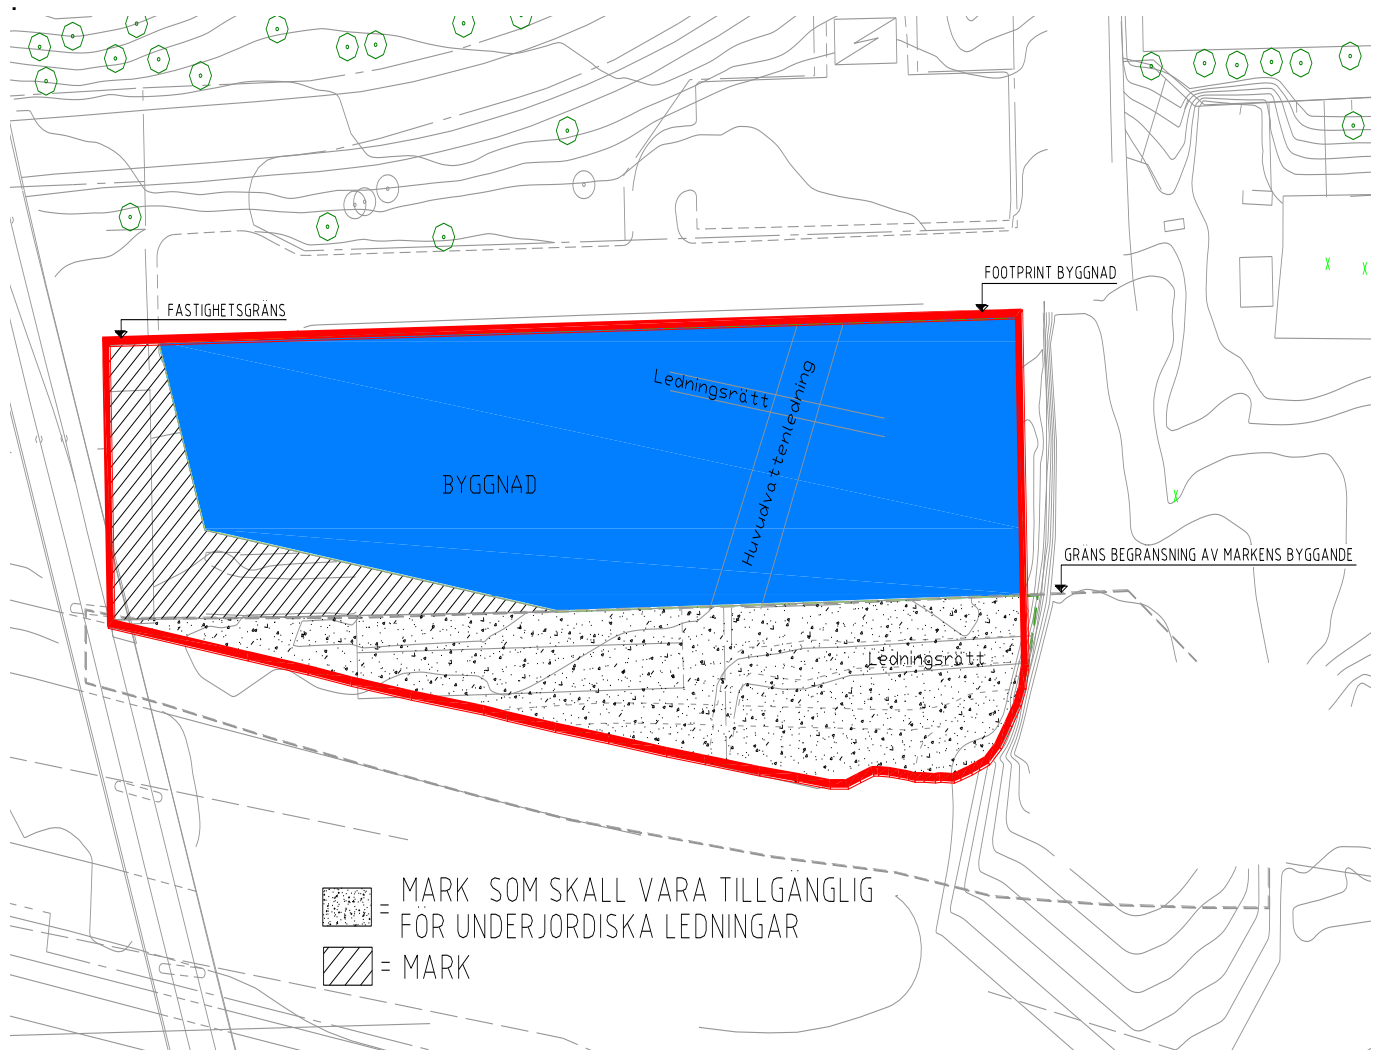 FOOTPRINT BYGGNAD
FASTIGHETSGRÄNS
Ledningsrätt
Huvudvattenledning
BYGGNAD
GRÄNS BEGRANSNING AV MARKENS BYGGANDE
Ledningsrätt
= MARK SOM SKALL VARA TILLGÄNGLIG
FÖR UNDERJORDISKA LEDNINGAR
= MARK